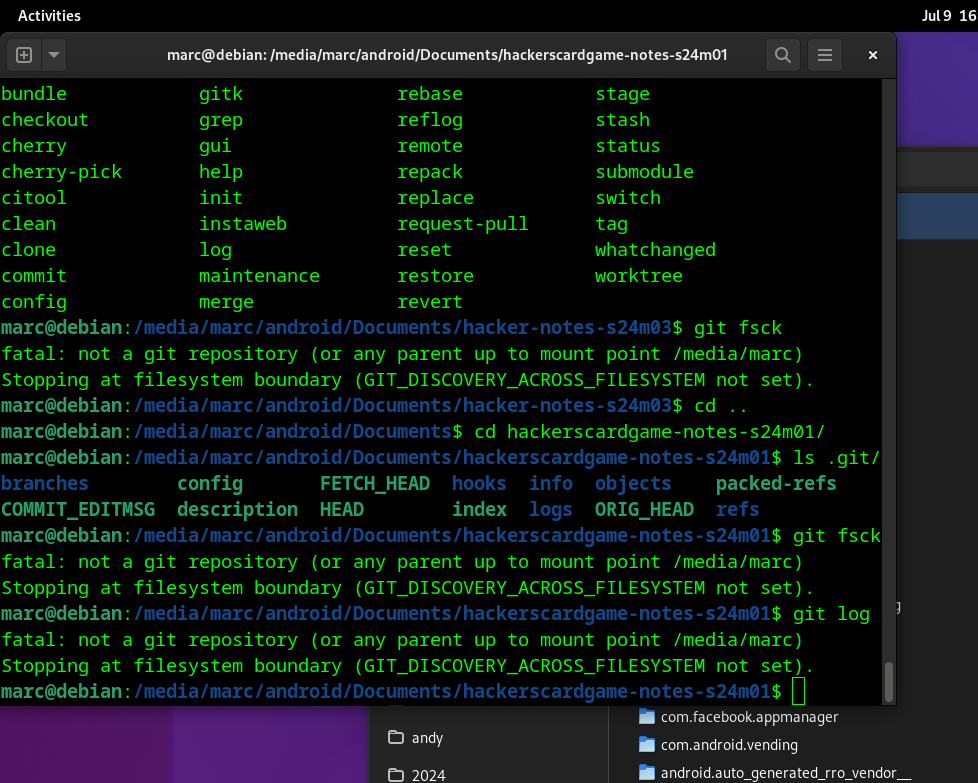 Activities
Jul 9 16
marc@debian: /media/marc/android/Documents/hackerscardgame-notes-s24m01
bundle gitk rebase stage
checkout grep reflog stash
cherry gui remote status
cherry-pick help repack submodule
citool init replace switch
clean instaweb request-pull tag
clone log reset whatchanged
commit maintenance restore worktree
config merge revert
marc@debian:/media/marc/android/Documents/hacker-notes-s24m03$ git fsck
fatal: not a git repository (or any parent up to mount point /media/marc)
Stopping at filesystem boundary (GIT_DISCOVERY_ACROSS_FILESYSTEM not set).
marc@debian:/media/marc/android/Documents/hacker-notes-s24m03$ cd ..
marc@debian:/media/marc/android/Documents$ cd hackerscardgame-notes-s24m01/
marc@debian:/media/marc/android/Documents/hackerscardgame-notes-s24m01$ ls .git/
branches config FETCH_HEAD hooks info objects packed-refs
COMMIT_EDITMSG description HEAD index logs ORIG_HEAD refs
marc@debian:/media/marc/android/Documents/hackerscardgame-notes-s24m01$ git fsck
fatal: not a git repository (or any parent up to mount point /media/marc)
Stopping at filesystem boundary (GIT_DISCOVERY_ACROSS_FILESYSTEM not set).
marc@debian:/media/marc/android/Documents/hackerscardgame-notes-s24m01$ git log
fatal: not a git repository (or any parent up to mount point /media/marc)
Stopping at filesystem boundary (GIT_DISCOVERY_ACROSS_FILESYSTEM not set).
marc@debian:/media/marc/android/Documents/hackerscardgame-notes-s24m01$
g
com.facebook.appmanager
andy
com.android.vending
2024
android.auto_generated_rro_vendor__